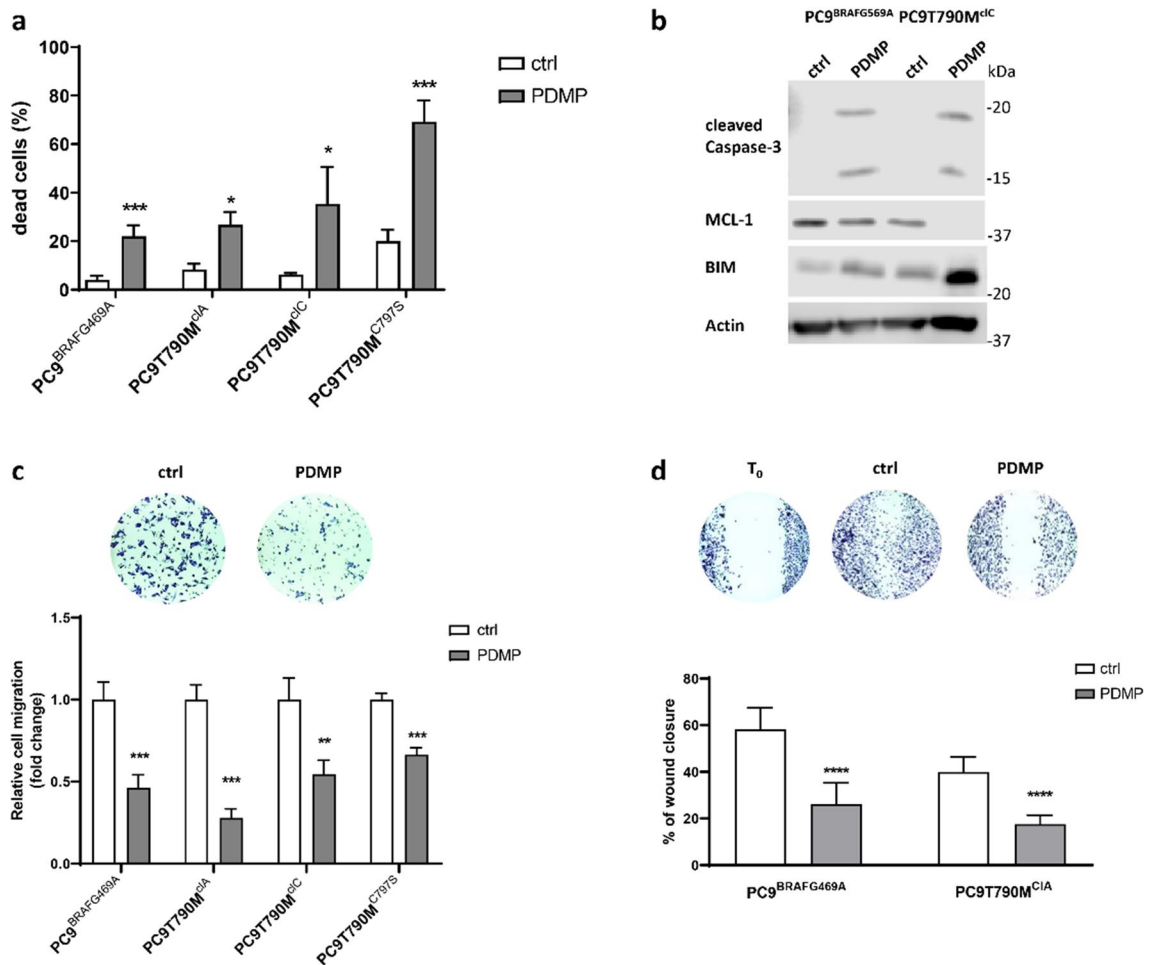 a
100
80
60
40
20
0
dead cells (%)
ctrl
PDMP
***
*
*
***
PC9BRAFG469A
PC9T790MclA
PC9T790MclC
PC9T790MC797S
b
PC9BRAFG569A PC9T790MclC
ctrl PDMP ctrl PDMP kDa
cleaved
Caspase-3
-20
-15
MCL-1
-37
BIM
-20
Actin
-37
c
ctrl PDMP
1.5
1.0
0.5
0.0
Relative cell migration
(fold change)
ctrl
PDMP
***
***
**
***
PC9BRAFG469A
PC9T790MclA
PC9T790MclC
PC9T790MC797S
d
T0 ctrl PDMP
80
60
40
20
0
% of wound closure
ctrl
PDMP
****
****
PC9BRAFG469A
PC9T790MClA